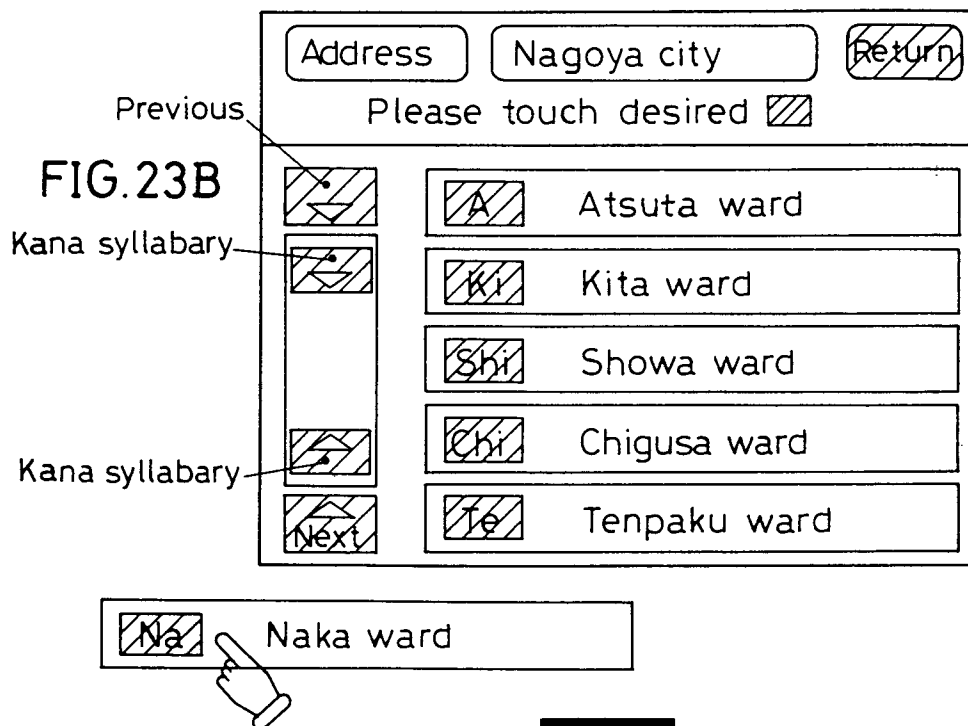 Address Nagoya city Return
Please touch desired
Previous
FIG.23B
A Atsuta ward
Kana syllabary
Ki Kita ward
Shi Showa ward
Chi Chigusa ward
Kana syllabary
Next
Te Tenpaku ward
Na Naka ward